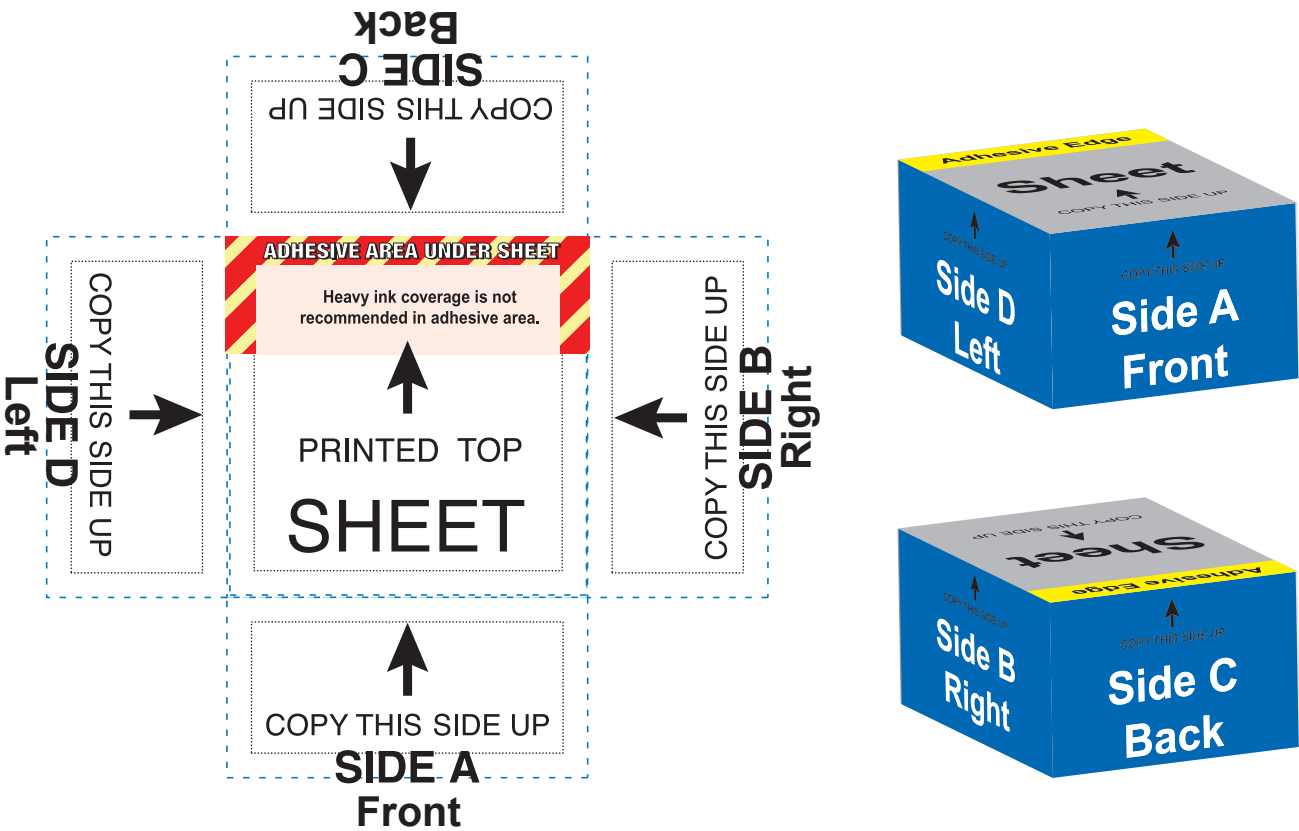 Back
SIDE C
COPY THIS SIDE UP
ADHESIVE AREA UNDER SHEET
Heavy ink coverage is not
recommended in adhesive area.
PRINTED TOP
SHEET
Left
SIDE D
COPY THIS SIDE UP
COPY THIS SIDE UP
SIDE B
Right
COPY THIS SIDE UP
SIDE A
Front
Adhesive Edge
Sheet
COPY THIS SIDE UP
COPY THIS SIDE UP
Side D
Left
COPY THIS SIDE UP
Side A
Front
COPY THIS SIDE UP
Sheet
Adhesive Edge
COPY THIS SIDE UP
Side B
Right
COPY THIS SIDE UP
Side C
Back